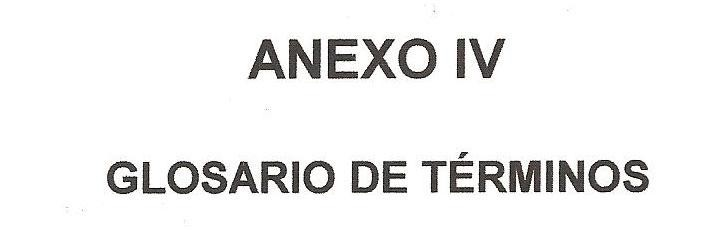 ANEXO IV
GLOSARIO DE TÉRMINOS